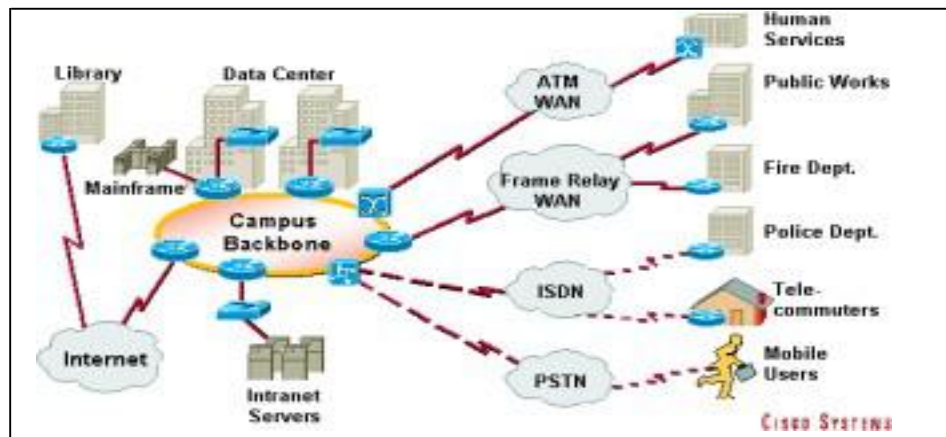 Human
Services
Library
Data Center
ATM
WAN
Public Works
Mainframe
Frame Relay
WAN
Fire Dept.
Campus
Backbone
Police Dept.
ISDN
Tele-
commuters
Internet
Intranet
Servers
PSTN
Mobile
Users
CISCO SYSTEMS